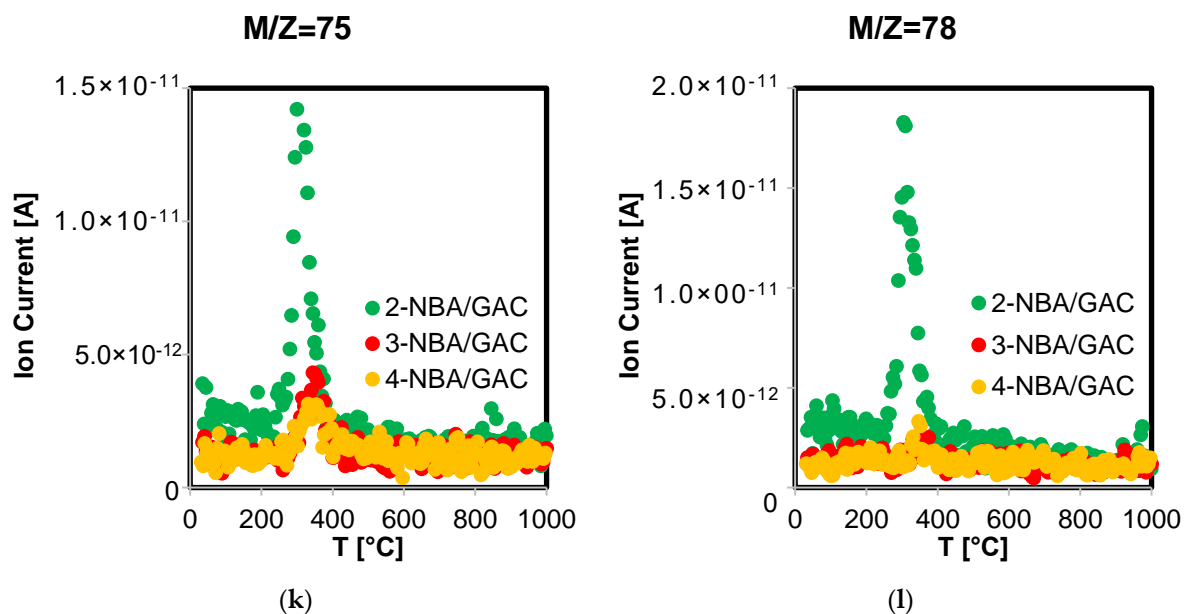 M/Z=75
1.5×10⁻¹¹
1.0×10⁻¹¹
5.0×10⁻¹²
0
Ion Current [A]
2-NBA/GAC
3-NBA/GAC
4-NBA/GAC
0 200 400 600 800 1000
T [°C]
(k)
M/Z=78
2.0×10⁻¹¹
1.5×10⁻¹¹
1.0×00⁻¹¹
5.0×10⁻¹²
0
Ion Current [A]
2-NBA/GAC
3-NBA/GAC
4-NBA/GAC
0 200 400 600 800 1000
T [°C]
(l)